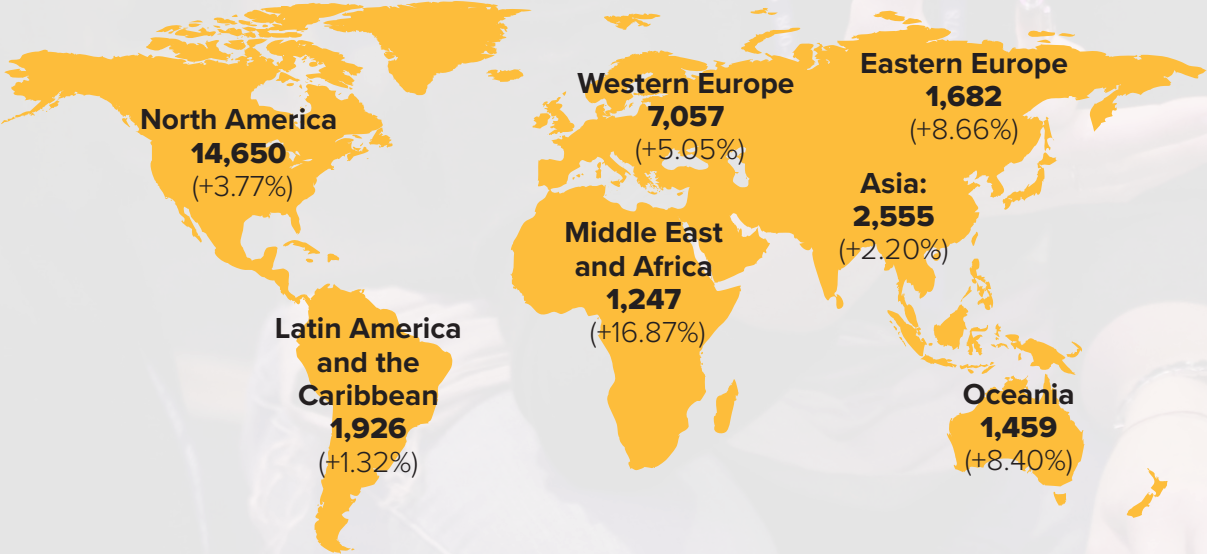 North America
14,650
(+3.77%)
Western Europe
7,057
(+5.05%)
Eastern Europe
1,682
(+8.66%)
Asia:
2,555
(+2.20%)
Middle East
and Africa
1,247
(+16.87%)
Latin America
and the
Caribbean
1,926
(+1.32%)
Oceania
1,459
(+8.40%)